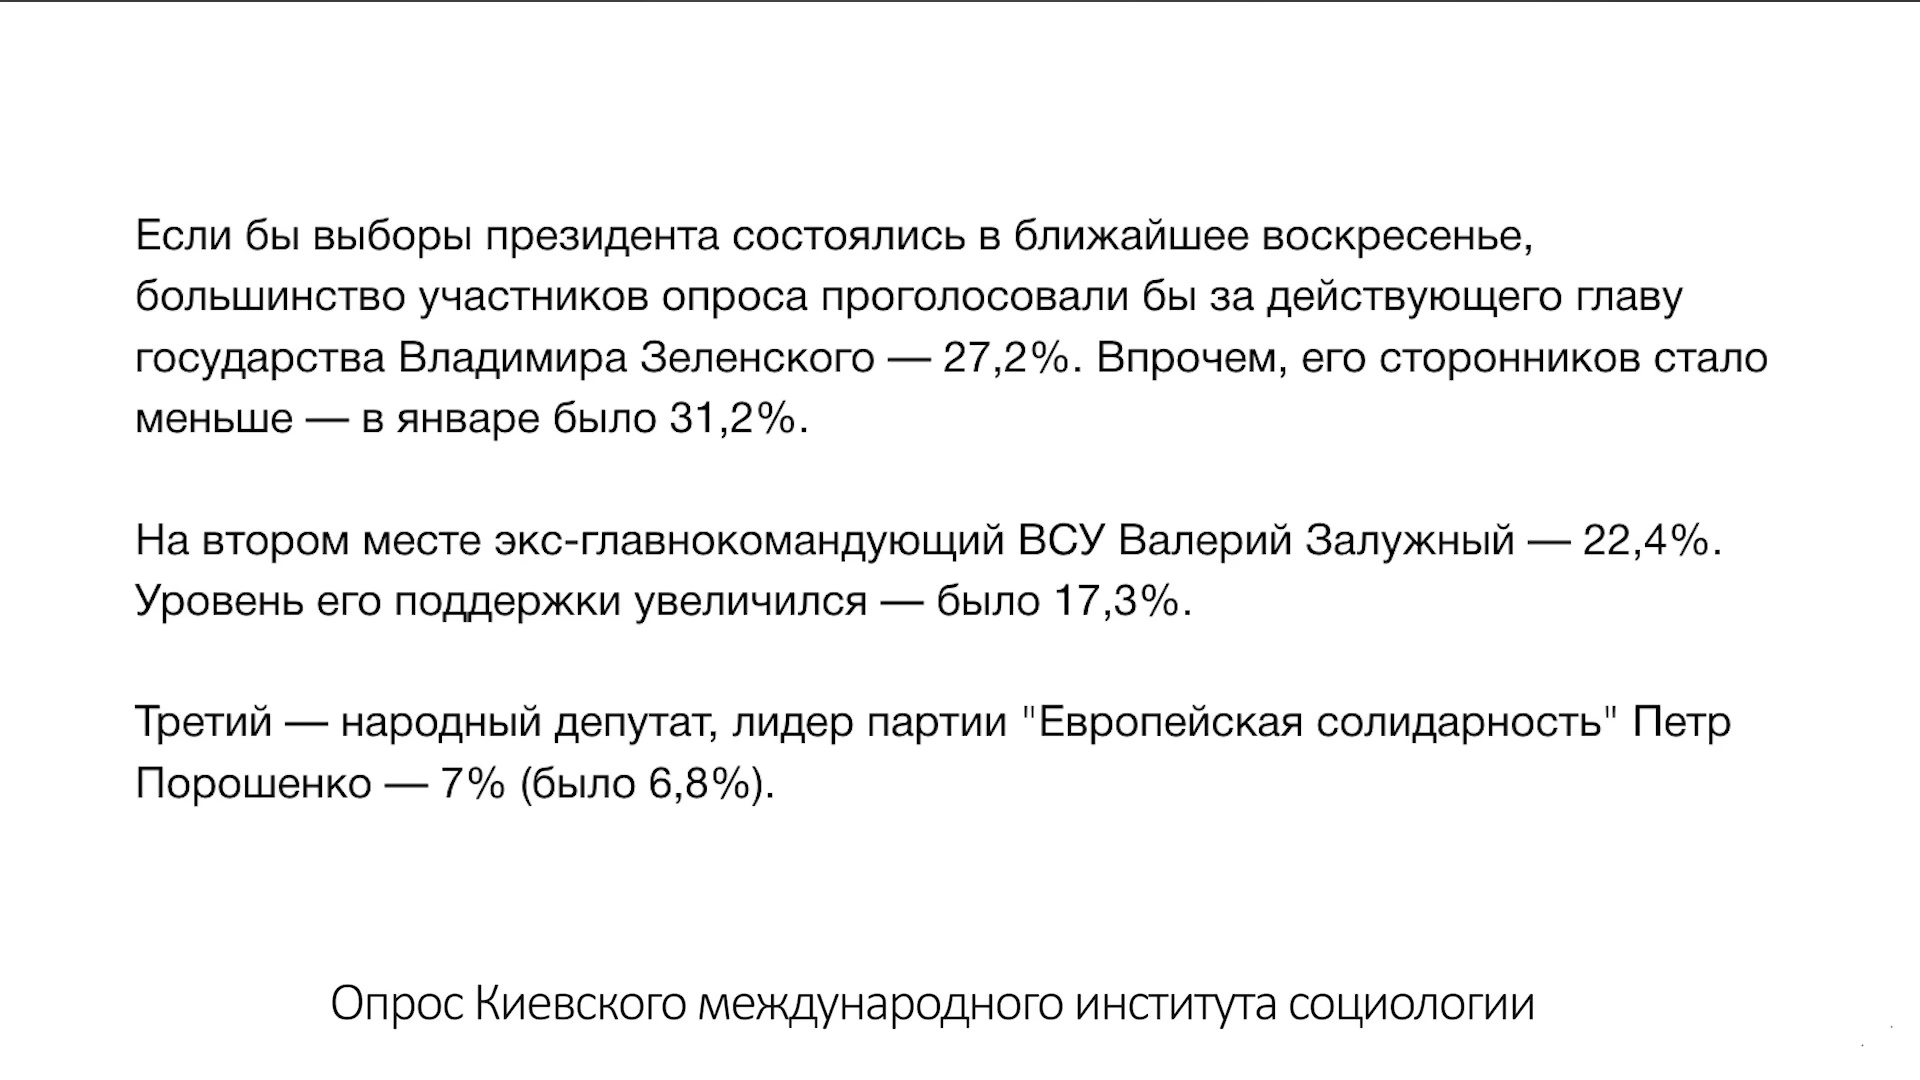 Если бы выборы президента состоялись в ближайшее воскресенье,
большинство участников опроса проголосовали бы за действующего главу
государства Владимира Зеленского — 27,2%. Впрочем, его сторонников стало
меньше — в январе было 31,2%.
На втором месте экс-главнокомандующий ВСУ Валерий Залужный — 22,4%.
Уровень его поддержки увеличился — было 17,3%.
Третий — народный депутат, лидер партии "Европейская солидарность" Петр
Порошенко — 7% (было 6,8%).
Опрос Киевского международного института социологии